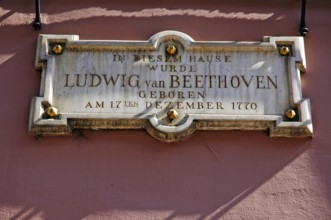 IN DIESEM HAUSE
WURDE
LUDWIG van BEETHOVEN
GEBOREN
AM 17TEN DEZEMBER 1770